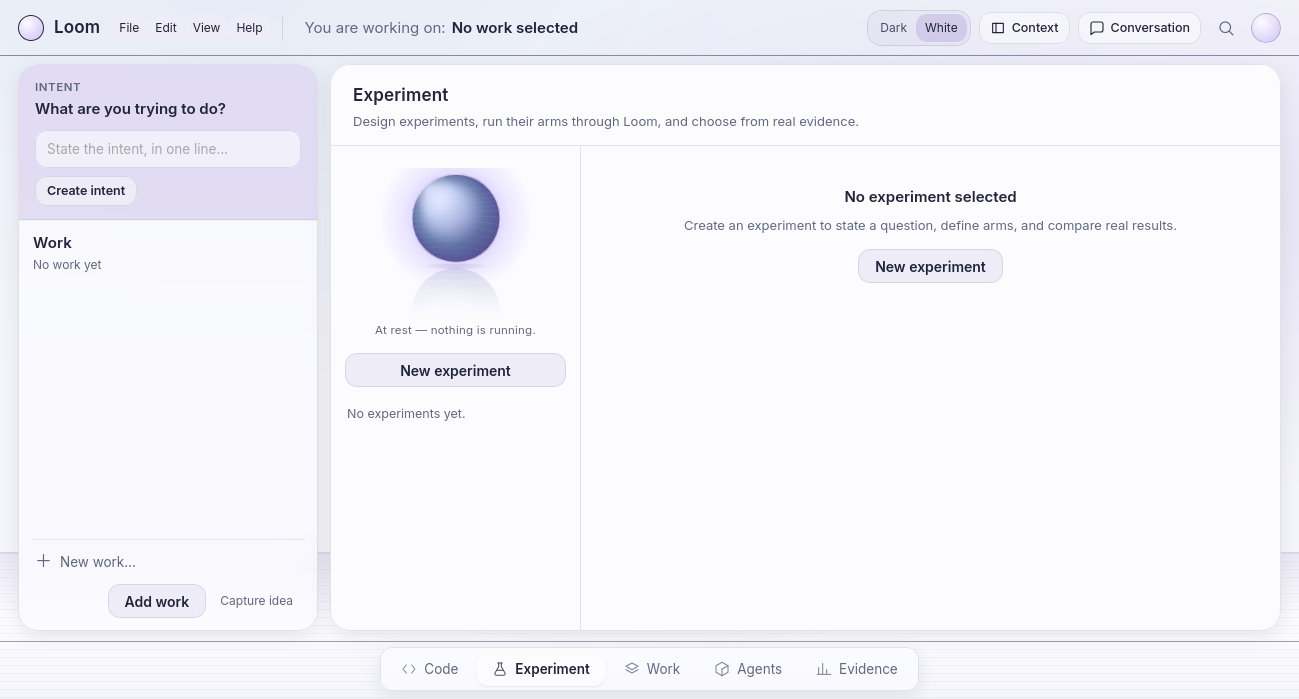 Loom
File Edit View Help
You are working on: No work selected
Dark White
Context
Conversation
INTENT
What are you trying to do?
State the intent, in one line...
Create intent
Work
No work yet
New work...
Add work
Capture idea
Experiment
Design experiments, run their arms through Loom, and choose from real evidence.
At rest — nothing is running.
New experiment
No experiments yet.
No experiment selected
Create an experiment to state a question, define arms, and compare real results.
New experiment
Code Experiment Work Agents Evidence